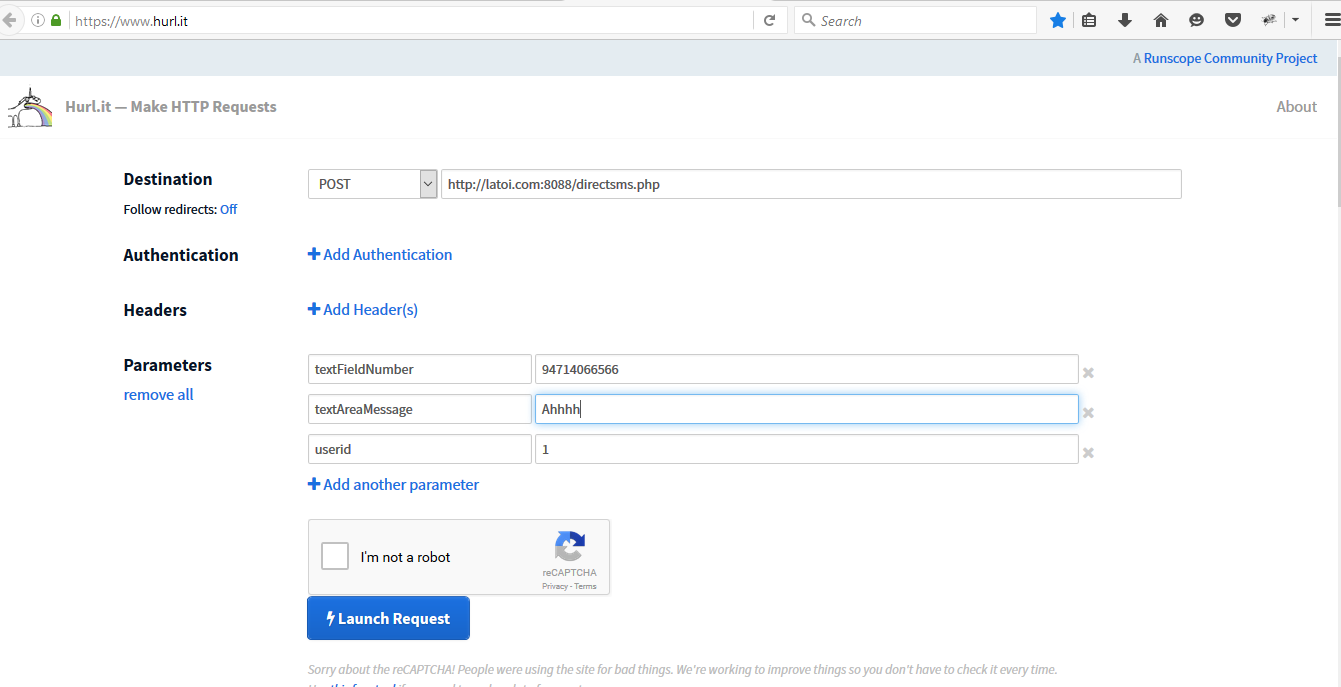 https://www.hurl.it
Search
A Runscope Community Project
Hurl.it — Make HTTP Requests
About
Destination
POST
http://latoi.com:8088/directsms.php
Follow redirects: Off
Authentication
Add Authentication
Headers
Add Header(s)
Parameters
textFieldNumber
94714066566
remove all
textAreaMessage
Ahhhh
userid
1
Add another parameter
I'm not a robot
reCAPTCHA
Privacy - Terms
Launch Request
Sorry about the reCAPTCHA! People were using the site for bad things. We're working to improve things so you don't have to check it every time.